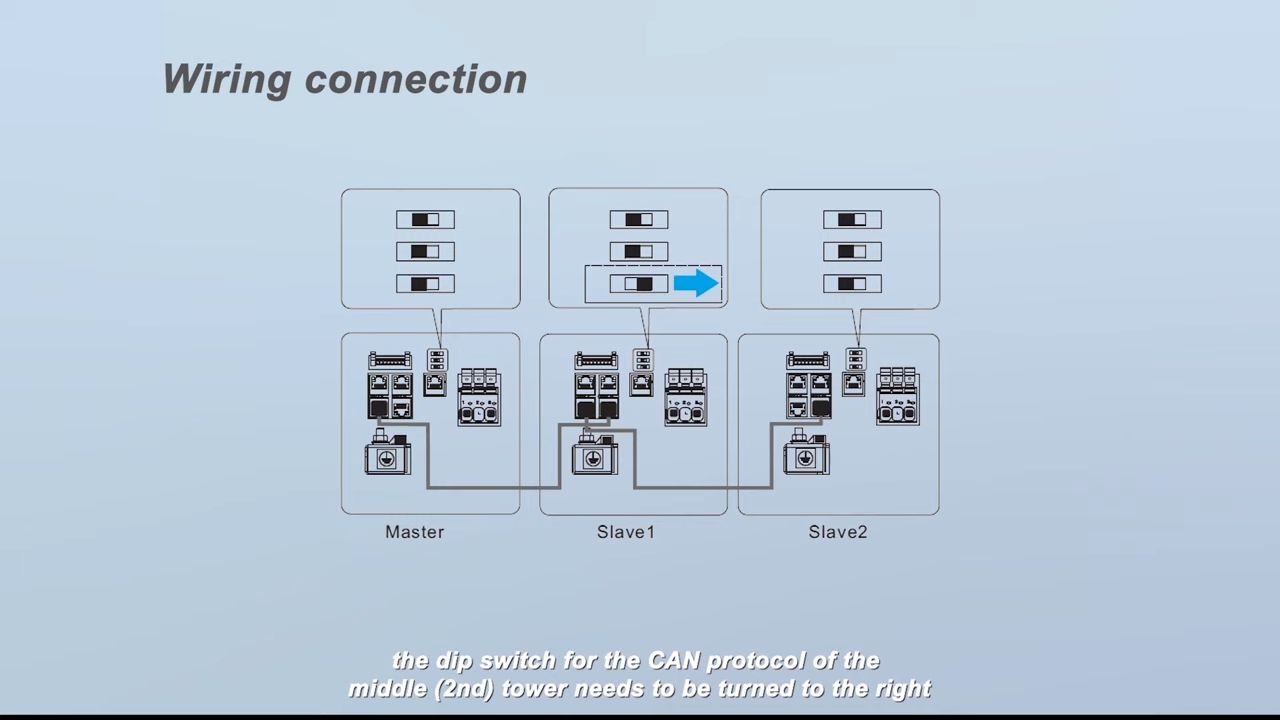 Wiring connection
Master
Slave1
Slave2
the dip switch for the CAN protocol of the
middle (2nd) tower needs to be turned to the right